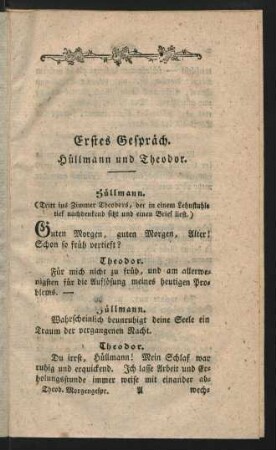 Erstes Gespräch.
Hüllmann und Theodor.
Hüllmann.
(Tritt ins Zimmer Theodors, der in einem Lehnstuhle
tief nachdenkend sitzt und einen Brief liest.)
Guten Morgen, guten Morgen, Alter!
Schon so früh vertieft?
Theodor.
Für mich nicht zu früh, und am allerwe-
nigsten für die Auflösung meines heutigen Pro-
blems. —
Hüllmann.
Wahrscheinlich beunruhigt deine Seele ein
Traum der vergangenen Nacht.
Theodor.
Du irrst, Hüllmann! Mein Schlaf war
ruhig und erquickend. Ich lasse Arbeit und Er-
holungsstunde immer weise mit einander ab-
Theod. Morgengespr. A wech-